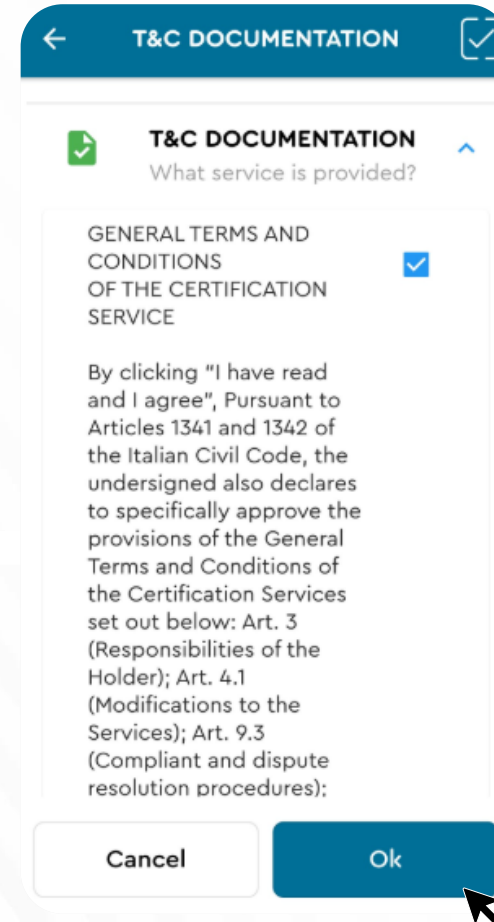 T&C DOCUMENTATION
T&C DOCUMENTATION
What service is provided?
GENERAL TERMS AND
CONDITIONS
OF THE CERTIFICATION
SERVICE
By clicking "I have read
and I agree", Pursuant to
Articles 1341 and 1342 of
the Italian Civil Code, the
undersigned also declares
to specifically approve the
provisions of the General
Terms and Conditions of
the Certification Services
set out below: Art. 3
(Responsibilities of the
Holder); Art. 4.1
(Modifications to the
Services); Art. 9.3
(Compliant and dispute
resolution procedures);
Cancel
Ok